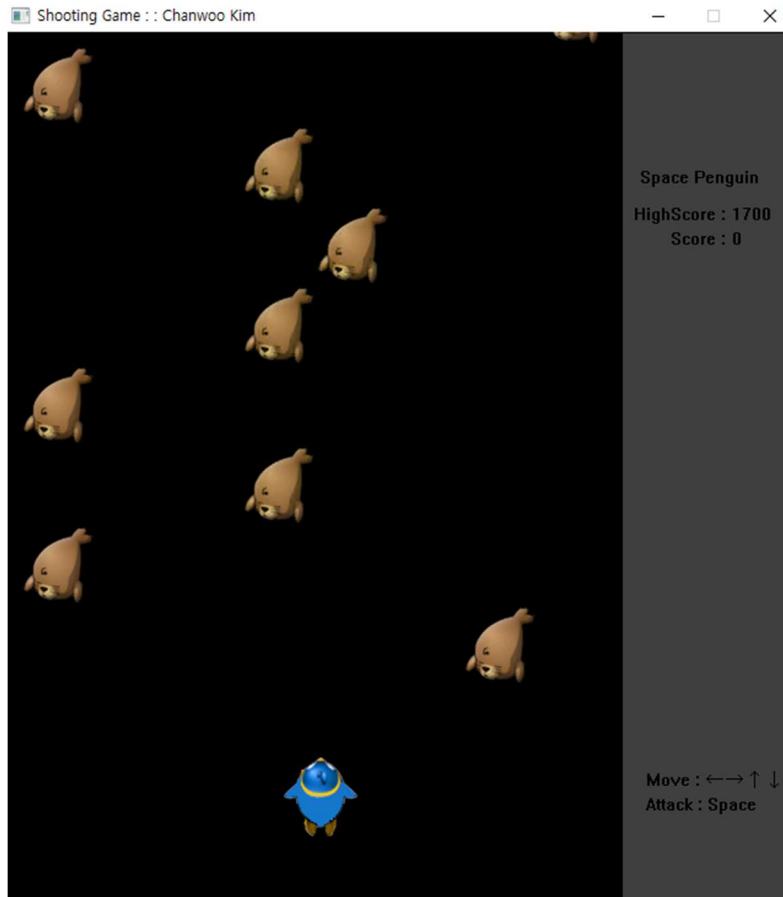 Shooting Game : : Chanwoo Kim
Space Penguin
HighScore : 1700
Score : 0
Move : ←→↑ ↓
Attack : Space